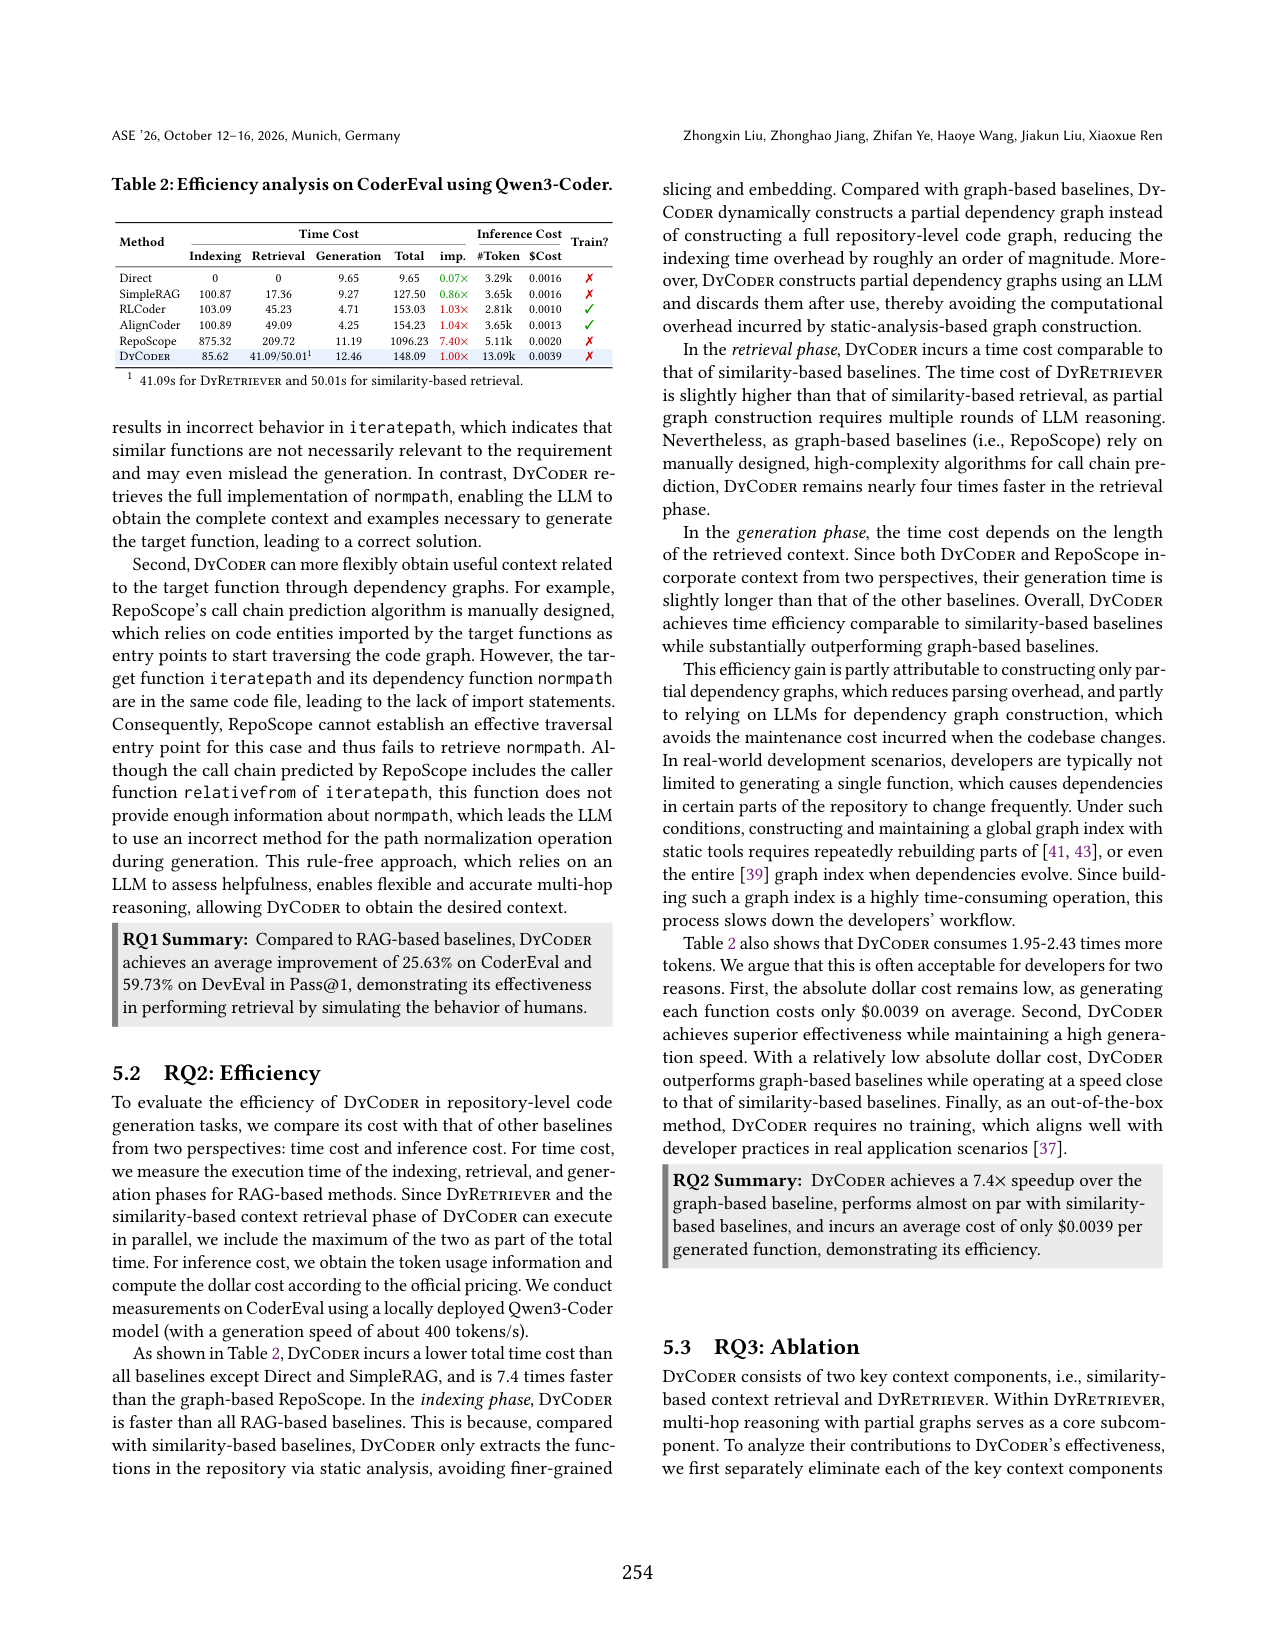 ASE '26, October 12–16, 2026, Munich, Germany
Zhongxin Liu, Zhonghao Jiang, Zhifan Ye, Haoye Wang, Jiakun Liu, Xiaoxue Ren
Table 2: Efficiency analysis on CoderEval using Qwen3-Coder.
Method Time Cost Inference Cost Train?
Indexing Retrieval Generation Total imp. #Token $Cost
Direct 0 0 9.65 9.65 0.07× 3.29k 0.0016 ✗
SimpleRAG 100.87 17.36 9.27 127.50 0.86× 3.65k 0.0016 ✗
RLCoder 103.09 45.23 4.71 153.03 1.03× 2.81k 0.0010 ✓
AlignCoder 100.89 49.09 4.25 154.23 1.04× 3.65k 0.0013 ✓
RepoScope 875.32 209.72 11.19 1096.23 7.40× 5.11k 0.0020 ✗
DyCoder 85.62 41.09/50.01¹ 12.46 148.09 1.00× 13.09k 0.0039 ✗
¹ 41.09s for DyRetriever and 50.01s for similarity-based retrieval.
results in incorrect behavior in iteratepath, which indicates that
similar functions are not necessarily relevant to the requirement
and may even mislead the generation. In contrast, DyCoder re-
trieves the full implementation of normpath, enabling the LLM to
obtain the complete context and examples necessary to generate
the target function, leading to a correct solution.
Second, DyCoder can more flexibly obtain useful context related
to the target function through dependency graphs. For example,
RepoScope's call chain prediction algorithm is manually designed,
which relies on code entities imported by the target functions as
entry points to start traversing the code graph. However, the tar-
get function iteratepath and its dependency function normpath
are in the same code file, leading to the lack of import statements.
Consequently, RepoScope cannot establish an effective traversal
entry point for this case and thus fails to retrieve normpath. Al-
though the call chain predicted by RepoScope includes the caller
function relativefrom of iteratepath, this function does not
provide enough information about normpath, which leads the LLM
to use an incorrect method for the path normalization operation
during generation. This rule-free approach, which relies on an
LLM to assess helpfulness, enables flexible and accurate multi-hop
reasoning, allowing DyCoder to obtain the desired context.
RQ1 Summary: Compared to RAG-based baselines, DyCoder
achieves an average improvement of 25.63% on CoderEval and
59.73% on DevEval in Pass@1, demonstrating its effectiveness
in performing retrieval by simulating the behavior of humans.
5.2 RQ2: Efficiency
To evaluate the efficiency of DyCoder in repository-level code
generation tasks, we compare its cost with that of other baselines
from two perspectives: time cost and inference cost. For time cost,
we measure the execution time of the indexing, retrieval, and gener-
ation phases for RAG-based methods. Since DyRetriever and the
similarity-based context retrieval phase of DyCoder can execute
in parallel, we include the maximum of the two as part of the total
time. For inference cost, we obtain the token usage information and
compute the dollar cost according to the official pricing. We conduct
measurements on CoderEval using a locally deployed Qwen3-Coder
model (with a generation speed of about 400 tokens/s).
As shown in Table 2, DyCoder incurs a lower total time cost than
all baselines except Direct and SimpleRAG, and is 7.4 times faster
than the graph-based RepoScope. In the indexing phase, DyCoder
is faster than all RAG-based baselines. This is because, compared
with similarity-based baselines, DyCoder only extracts the func-
tions in the repository via static analysis, avoiding finer-grained
slicing and embedding. Compared with graph-based baselines, Dy-
Coder dynamically constructs a partial dependency graph instead
of constructing a full repository-level code graph, reducing the
indexing time overhead by roughly an order of magnitude. More-
over, DyCoder constructs partial dependency graphs using an LLM
and discards them after use, thereby avoiding the computational
overhead incurred by static-analysis-based graph construction.
In the retrieval phase, DyCoder incurs a time cost comparable to
that of similarity-based baselines. The time cost of DyRetriever
is slightly higher than that of similarity-based retrieval, as partial
graph construction requires multiple rounds of LLM reasoning.
Nevertheless, as graph-based baselines (i.e., RepoScope) rely on
manually designed, high-complexity algorithms for call chain pre-
diction, DyCoder remains nearly four times faster in the retrieval
phase.
In the generation phase, the time cost depends on the length
of the retrieved context. Since both DyCoder and RepoScope in-
corporate context from two perspectives, their generation time is
slightly longer than that of the other baselines. Overall, DyCoder
achieves time efficiency comparable to similarity-based baselines
while substantially outperforming graph-based baselines.
This efficiency gain is partly attributable to constructing only par-
tial dependency graphs, which reduces parsing overhead, and partly
to relying on LLMs for dependency graph construction, which
avoids the maintenance cost incurred when the codebase changes.
In real-world development scenarios, developers are typically not
limited to generating a single function, which causes dependencies
in certain parts of the repository to change frequently. Under such
conditions, constructing and maintaining a global graph index with
static tools requires repeatedly rebuilding parts of [41, 43], or even
the entire [39] graph index when dependencies evolve. Since build-
ing such a graph index is a highly time-consuming operation, this
process slows down the developers' workflow.
Table 2 also shows that DyCoder consumes 1.95-2.43 times more
tokens. We argue that this is often acceptable for developers for two
reasons. First, the absolute dollar cost remains low, as generating
each function costs only $0.0039 on average. Second, DyCoder
achieves superior effectiveness while maintaining a high genera-
tion speed. With a relatively low absolute dollar cost, DyCoder
outperforms graph-based baselines while operating at a speed close
to that of similarity-based baselines. Finally, as an out-of-the-box
method, DyCoder requires no training, which aligns well with
developer practices in real application scenarios [37].
RQ2 Summary: DyCoder achieves a 7.4× speedup over the
graph-based baseline, performs almost on par with similarity-
based baselines, and incurs an average cost of only $0.0039 per
generated function, demonstrating its efficiency.
5.3 RQ3: Ablation
DyCoder consists of two key context components, i.e., similarity-
based context retrieval and DyRetriever. Within DyRetriever,
multi-hop reasoning with partial graphs serves as a core subcom-
ponent. To analyze their contributions to DyCoder's effectiveness,
we first separately eliminate each of the key context components
254